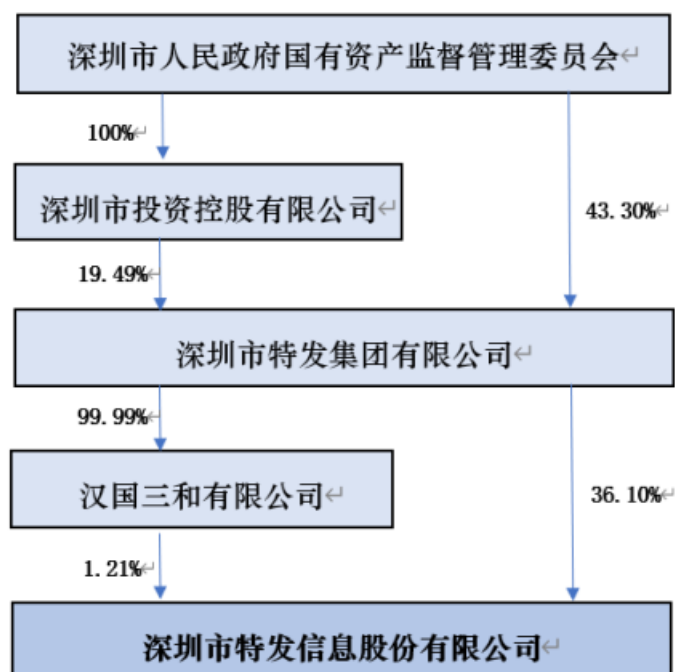 深圳市人民政府国有资产监督管理委员会↵
100%↵
深圳市投资控股有限公司↵
43.30%↵
19.49%↵
深圳市特发集团有限公司↵
99.99%↵
汉国三和有限公司↵
36.10%↵
1.21%↵
深圳市特发信息股份有限公司↵